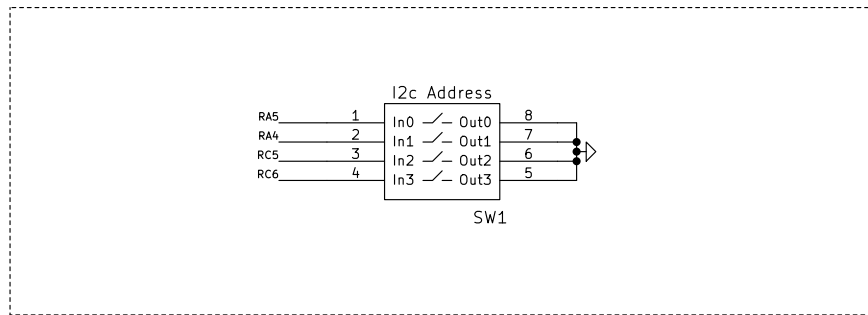 I2c Address
RA5 1 In0 Out0 8
RA4 2 In1 Out1 7
RC5 3 In2 Out2 6
RC6 4 In3 Out3 5
SW1